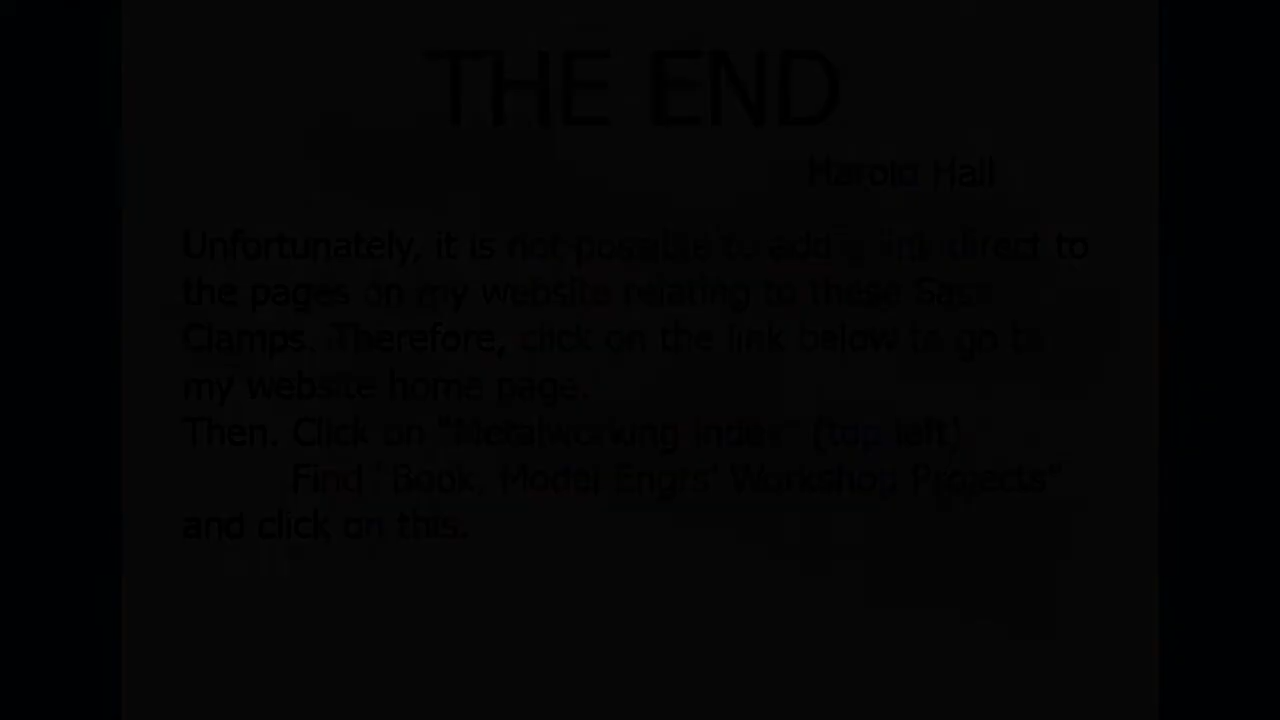 THE END
Harold Hall
Unfortunately, it is not possible to add a link direct to
the pages on my website relating to these Sash
Clamps. Therefore, click on the link below to go to
my website home page.
Then. Click on "Metalworking Index" (top left)
Find "Book, Model Engrs' Workshop Projects"
and click on this.